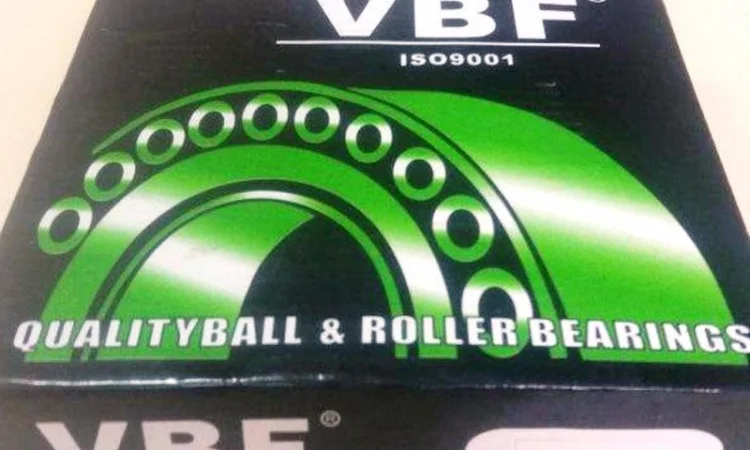 VBF®
ISO9001
QUALITYBALL & ROLLER BEARINGS
VBF®